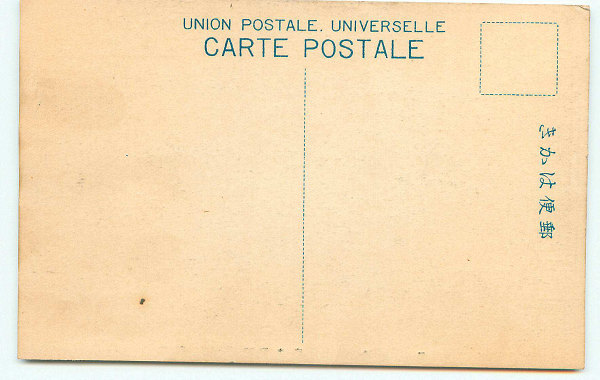 UNION POSTALE. UNIVERSELLE
CARTE POSTALE
郵便はかき